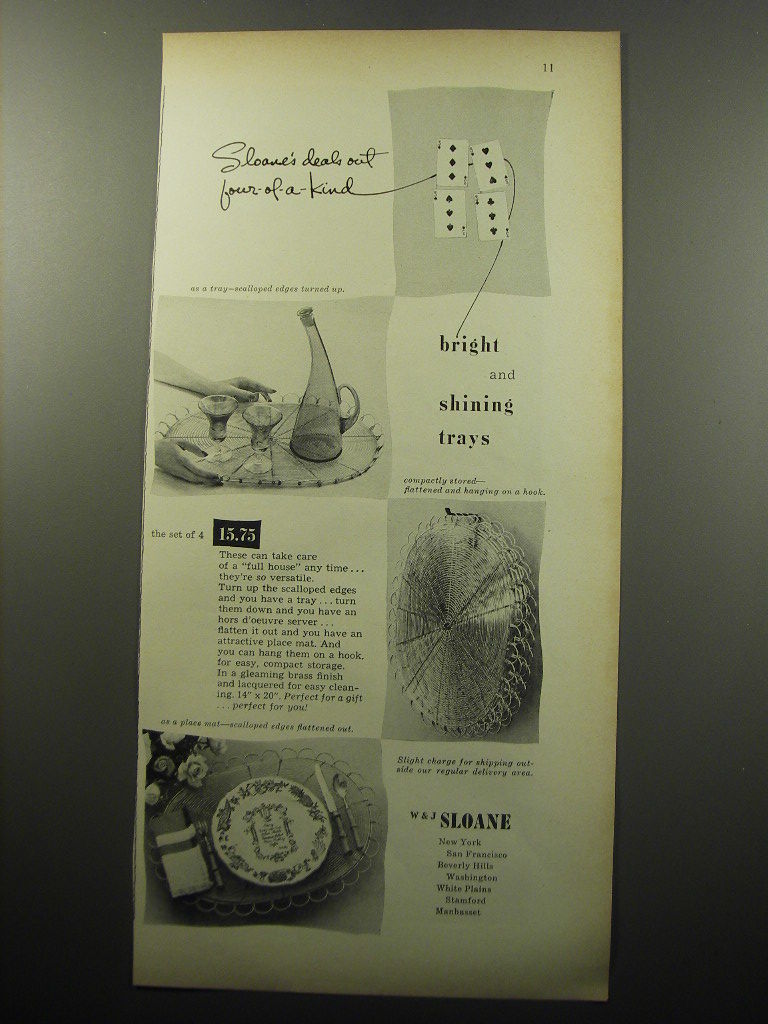 11
Sloane's deals out
four-of-a-kind
as a tray—scalloped edges turned up.
bright
and
shining
trays
compactly stored—
flattened and hanging on a hook.
the set of 4 15.75
These can take care
of a "full house" any time...
they're so versatile.
Turn up the scalloped edges
and you have a tray...turn
them down and you have an
hors d'oeuvre server...
flatten it out and you have an
attractive place mat. And
you can hang them on a hook,
for easy, compact storage.
In a gleaming brass finish
and lacquered for easy clean-
ing. 14" x 20". Perfect for a gift
...perfect for you!
as a place mat—scalloped edges flattened out.
Slight charge for shipping out-
side our regular delivery area.
W & J SLOANE
New York
San Francisco
Beverly Hills
Washington
White Plains
Stamford
Manhasset